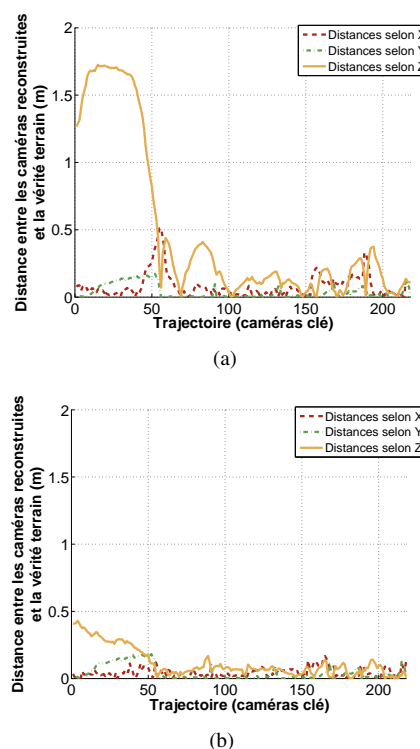 2
1.5
1
0.5
0
0
50
100
150
200
Distance entre les caméras reconstruites
et la vérité terrain (m)
Trajectoire (caméras clé)
Distances selon X
Distances selon Y
Distances selon Z
(a)
2
1.5
1
0.5
0
0
50
100
150
200
Distance entre les caméras reconstruites
et la vérité terrain (m)
Trajectoire (caméras clé)
Distances selon X
Distances selon Y
Distances selon Z
(b)